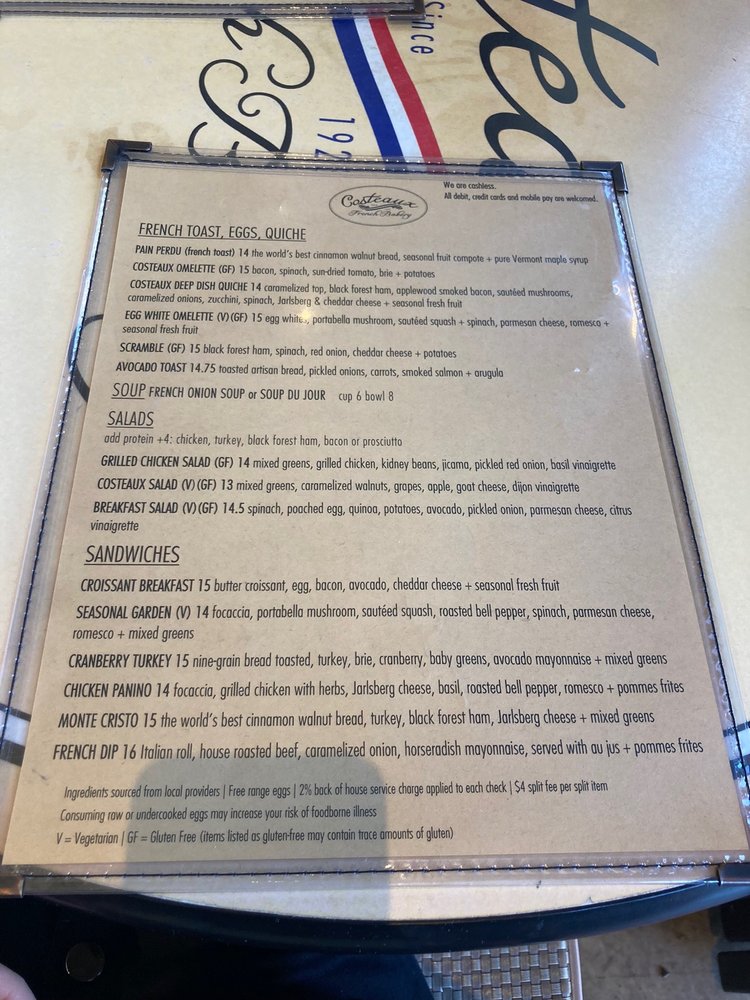 since
192
We are cashless.
All debit, credit cards and mobile pay are welcomed.
Costeaux
French Bakery
FRENCH TOAST, EGGS, QUICHE
PAIN PERDU (french toast) 14 the world's best cinnamon walnut bread, seasonal fruit compote + pure Vermont maple syrup
COSTEAUX OMELETTE (GF) 15 bacon, spinach, sun-dried tomato, brie + potatoes
COSTEAUX DEEP DISH QUICHE 14 caramelized top, black forest ham, applewood smoked bacon, sautéed mushrooms,
caramelized onions, zucchini, spinach, Jarlsberg & cheddar cheese + seasonal fresh fruit
EGG WHITE OMELETTE (V)(GF) 15 egg whites, portabella mushroom, sautéed squash + spinach, parmesan cheese, romesco +
seasonal fresh fruit
SCRAMBLE (GF) 15 black forest ham, spinach, red onion, cheddar cheese + potatoes
AVOCADO TOAST 14.75 toasted artisan bread, pickled onions, carrots, smoked salmon + arugula
SOUP FRENCH ONION SOUP or SOUP DU JOUR cup 6 bowl 8
SALADS
add protein +4: chicken, turkey, black forest ham, bacon or prosciutto
GRILLED CHICKEN SALAD (GF) 14 mixed greens, grilled chicken, kidney beans, jicama, pickled red onion, basil vinaigrette
COSTEAUX SALAD (V)(GF) 13 mixed greens, caramelized walnuts, grapes, apple, goat cheese, dijon vinaigrette
BREAKFAST SALAD (V)(GF) 14.5 spinach, poached egg, quinoa, potatoes, avocado, pickled onion, parmesan cheese, citrus
vinaigrette
SANDWICHES
CROISSANT BREAKFAST 15 butter croissant, egg, bacon, avocado, cheddar cheese + seasonal fresh fruit
SEASONAL GARDEN (V) 14 focaccia, portabella mushroom, sautéed squash, roasted bell pepper, spinach, parmesan cheese,
romesco + mixed greens
CRANBERRY TURKEY 15 nine-grain bread toasted, turkey, brie, cranberry, baby greens, avocado mayonnaise + mixed greens
CHICKEN PANINO 14 focaccia, grilled chicken with herbs, Jarlsberg cheese, basil, roasted bell pepper, romesco + pommes frites
MONTE CRISTO 15 the world's best cinnamon walnut bread, turkey, black forest ham, Jarlsberg cheese + mixed greens
FRENCH DIP 16 Italian roll, house roasted beef, caramelized onion, horseradish mayonnaise, served with au jus + pommes frites
Ingredients sourced from local providers | Free range eggs | 2% back of house service charge applied to each check | $4 split fee per split item
Consuming raw or undercooked eggs may increase your risk of foodborne illness
V = Vegetarian | GF = Gluten Free (items listed as gluten-free may contain trace amounts of gluten)